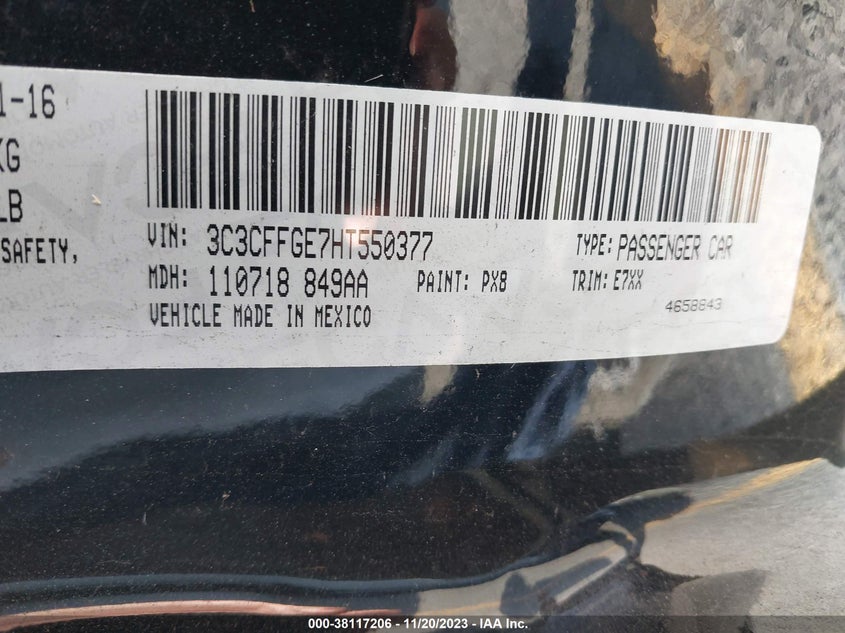 1-16
KG
LB
SAFETY,
VIN: 3C3CFFGE7HT550377 TYPE: PASSENGER CAR
MDH: 110718 849AA PAINT: PX8 TRIM: E7XX
VEHICLE MADE IN MEXICO 4658843
000-38117206 - 11/20/2023 - IAA Inc.